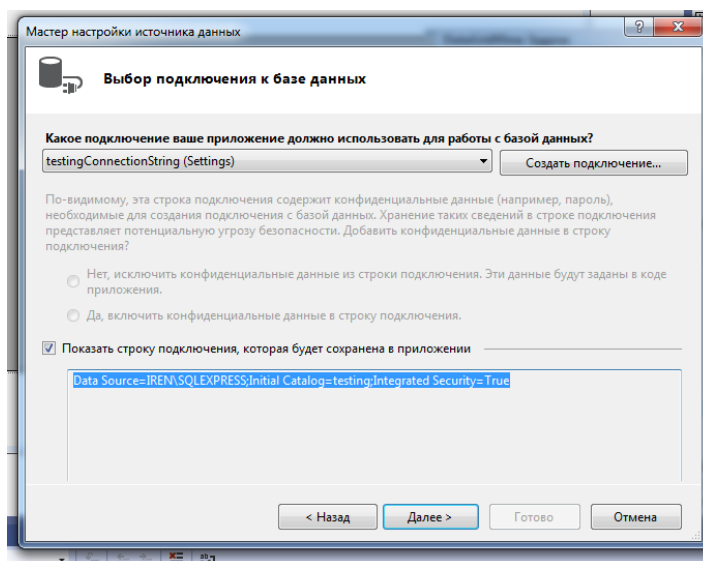 Мастер настройки источника данных
Выбор подключения к базе данных
Какое подключение ваше приложение должно использовать для работы с базой данных?
testingConnectionString (Settings)
Создать подключение...
По-видимому, эта строка подключения содержит конфиденциальные данные (например, пароль),
необходимые для создания подключения с базой данных. Хранение таких сведений в строке подключения
представляет потенциальную угрозу безопасности. Добавить конфиденциальные данные в строку
подключения?
Нет, исключить конфиденциальные данные из строки подключения. Эти данные будут заданы в коде
приложения.
Да, включить конфиденциальные данные в строку подключения.
Показать строку подключения, которая будет сохранена в приложении
Data Source=IREN\SQLEXPRESS;Initial Catalog=testing;Integrated Security=True
< Назад
Далее >
Готово
Отмена